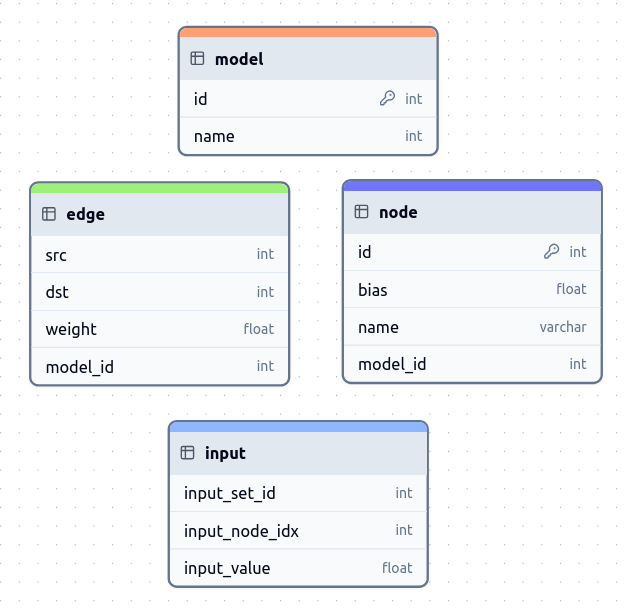 model
id int
name int
edge
src int
dst int
weight float
model_id int
node
id int
bias float
name varchar
model_id int
input
input_set_id int
input_node_idx int
input_value float